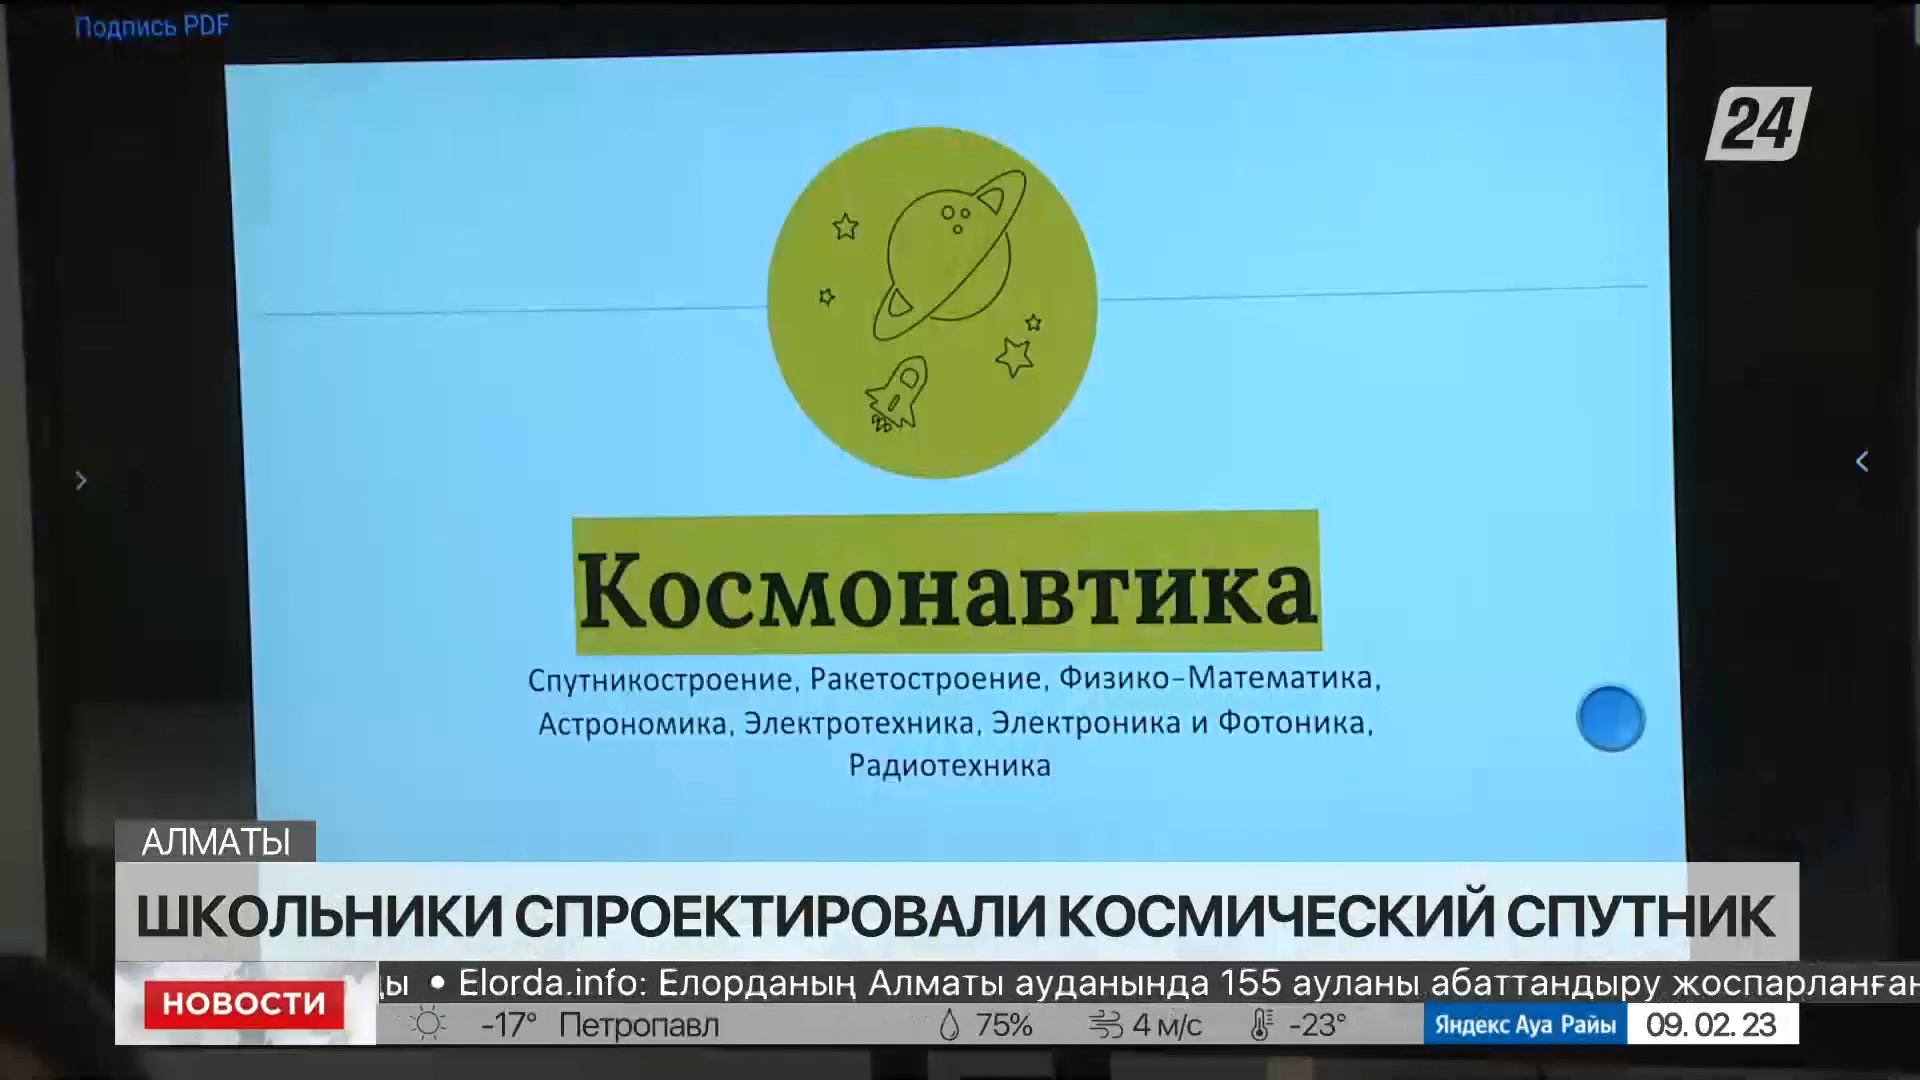 Подпись PDF
24
Космонавтика
Спутникостроение, Ракетостроение, Физико-Математика,
Астрономика, Электротехника, Электроника и Фотоника,
Радиотехника
АЛМАТЫ
ШКОЛЬНИКИ СПРОЕКТИРОВАЛИ КОСМИЧЕСКИЙ СПУТНИК
НОВОСТИ
ды • Elorda.info: Елорданың Алматы ауданында 155 ауланы абаттандыру жоспарланған
-17° Петропавл 75% 4 м/с -23° Яндекс Ауа Райы 09. 02. 23